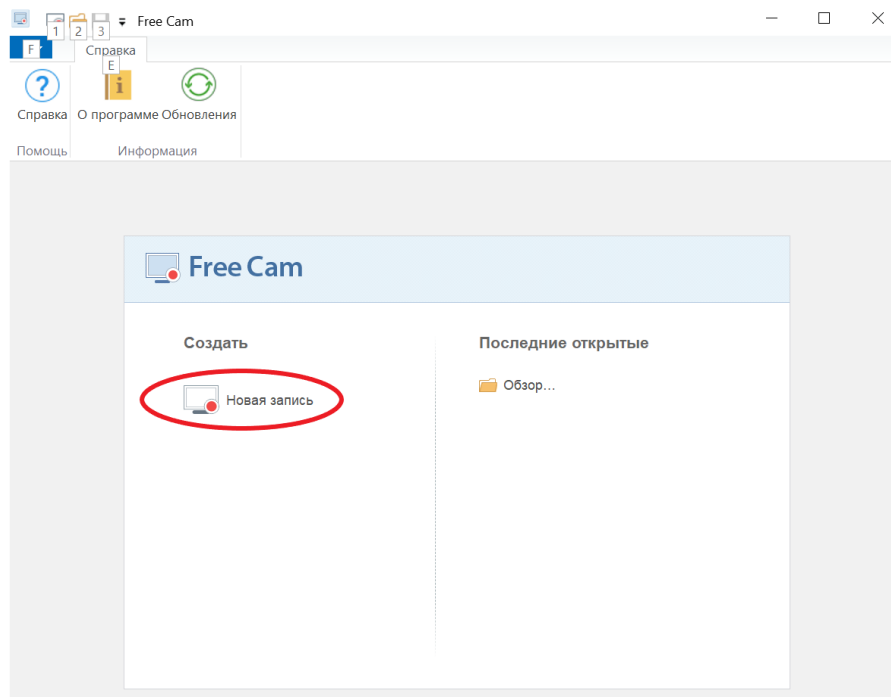 1 2 3 Free Cam
F Справка
E
Справка О программе Обновления
Помощь Информация
Free Cam
Создать
Новая запись
Последние открытые
Обзор...